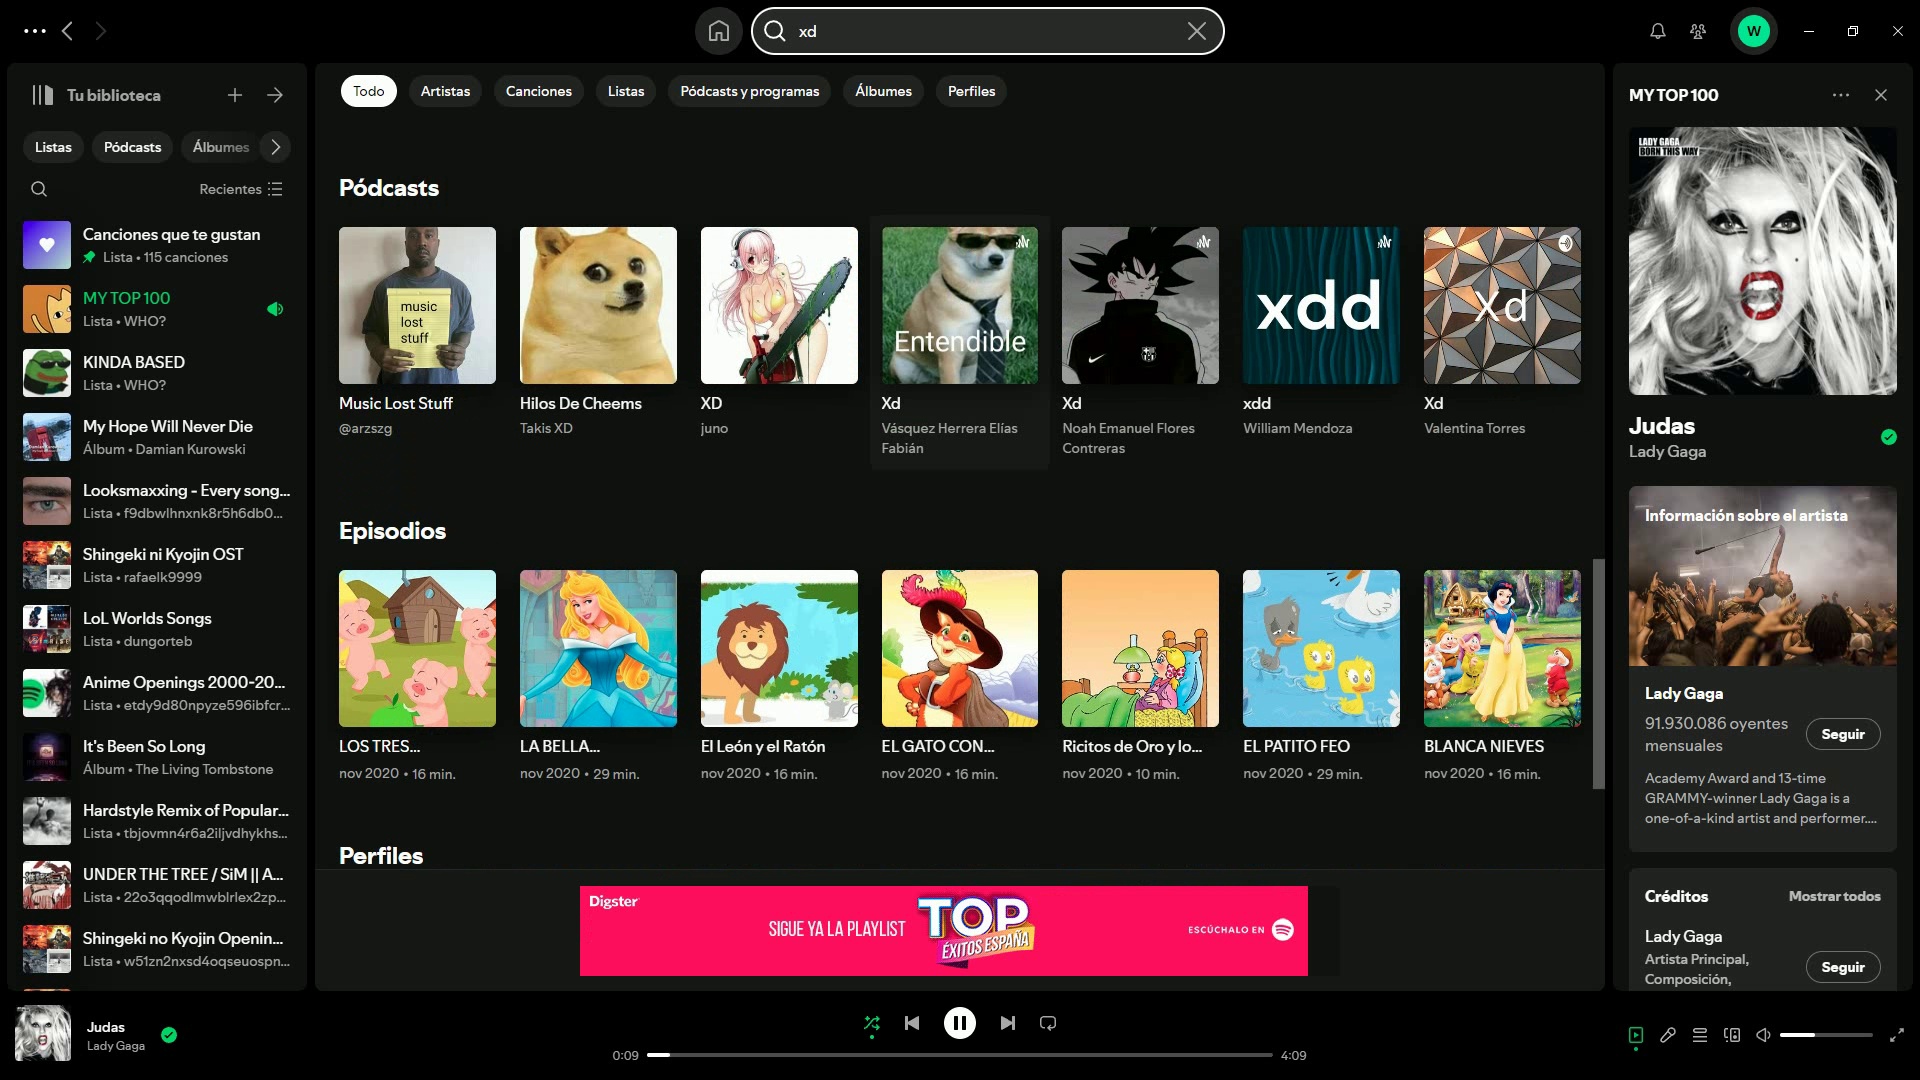 xd
W
Tu biblioteca
Listas
Pódcasts
Álbumes
Recientes
Canciones que te gustan
Lista • 115 canciones
MY TOP 100
Lista • WHO?
KINDA BASED
Lista • WHO?
My Hope Will Never Die
Álbum • Damian Kurowski
Looksmaxxing - Every song...
Lista • f9dbwlhnxnk8r5h6db0...
Shingeki ni Kyojin OST
Lista • rafaelk9999
LoL Worlds Songs
Lista • dungorteb
Anime Openings 2000-20...
Lista • etdy9d80npyze596ibfcr...
It's Been So Long
Álbum • The Living Tombstone
Hardstyle Remix of Popular...
Lista • tbjovmn4r6a2iljvdhykhs...
UNDER THE TREE / SiM || A...
Lista • 22o3qqodlmwblrlex2zp...
Shingeki no Kyojin Openin...
Lista • w51zn2nxsd4oqseuospn...
Todo
Artistas
Canciones
Listas
Pódcasts y programas
Álbumes
Perfiles
Pódcasts
music
lost
stuff
Entendible
xdd
Xd
Music Lost Stuff
@arzszg
Hilos De Cheems
Takis XD
XD
juno
Xd
Vásquez Herrera Elías
Fabián
Xd
Noah Emanuel Flores
Contreras
xdd
William Mendoza
Xd
Valentina Torres
Episodios
LOS TRES...
nov 2020 • 16 min.
LA BELLA...
nov 2020 • 29 min.
El León y el Ratón
nov 2020 • 16 min.
EL GATO CON...
nov 2020 • 16 min.
Ricitos de Oro y lo...
nov 2020 • 10 min.
EL PATITO FEO
nov 2020 • 29 min.
BLANCA NIEVES
nov 2020 • 16 min.
Perfiles
Digster
SIGUE YA LA PLAYLIST
TOP
ÉXITOS ESPAÑA
ESCÚCHALO EN
MY TOP 100
LADY GAGA
BORN THIS WAY
Judas
Lady Gaga
Información sobre el artista
Lady Gaga
91.930.086 oyentes
mensuales
Seguir
Academy Award and 13-time
GRAMMY-winner Lady Gaga is a
one-of-a-kind artist and performer....
Créditos
Mostrar todos
Lady Gaga
Artista Principal,
Composición,
Seguir
Judas
Lady Gaga
0:09
4:09